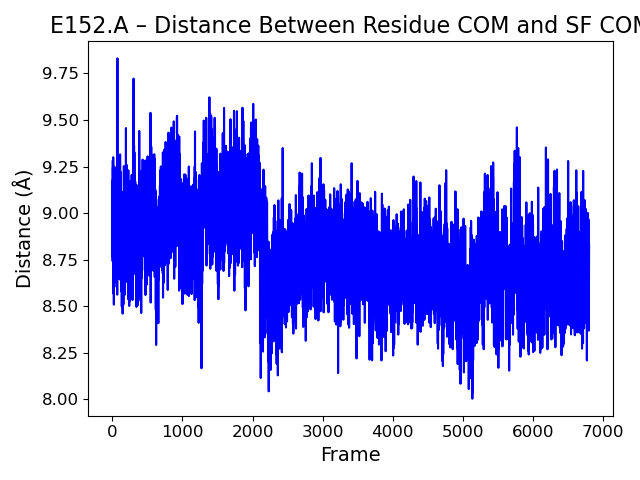 E152.A – Distance Between Residue COM and SF COM
9.75
9.50
9.25
9.00
8.75
8.50
8.25
8.00
Distance (Å)
0 1000 2000 3000 4000 5000 6000 7000
Frame